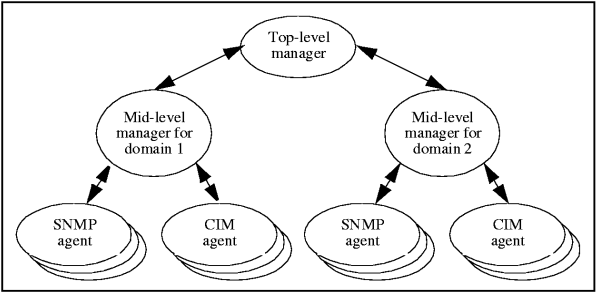 Top-level
manager
Mid-level
manager for
domain 1
Mid-level
manager for
domain 2
SNMP
agent
CIM
agent
SNMP
agent
CIM
agent